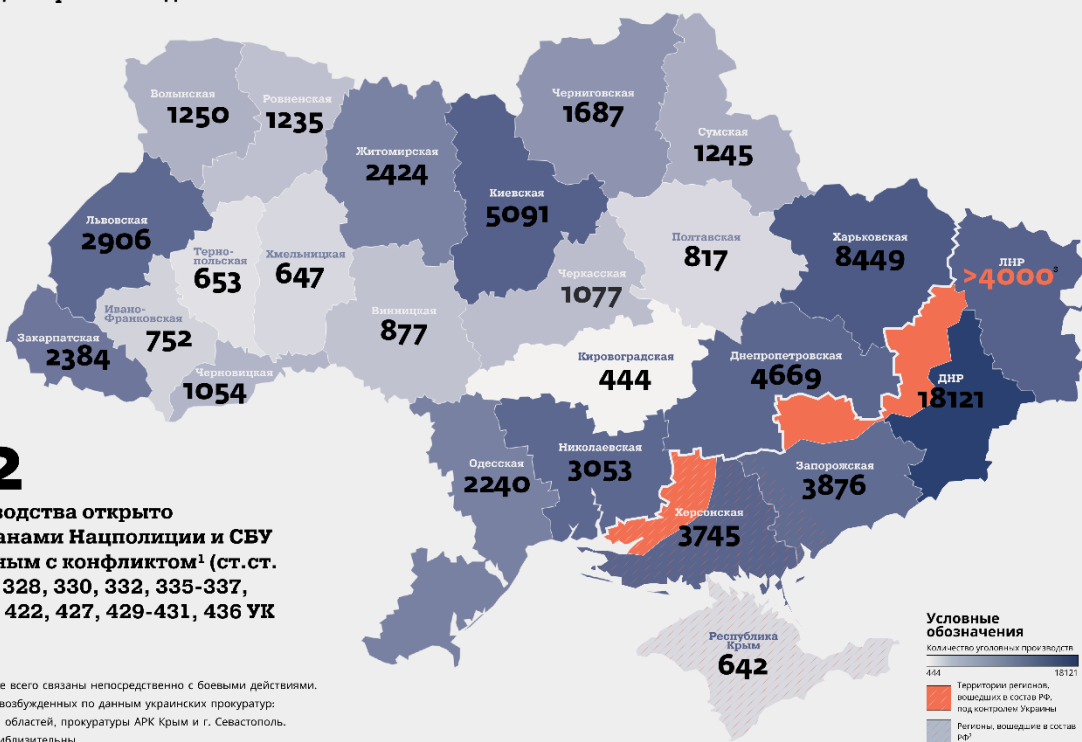 Волынская
1250
Ровненская
1235
Житомирская
2424
Киевская
5091
Черниговская
1687
Сумская
1245
Львовская
2906
Терно-
польская
653
Хмельницкая
647
Черкасская
1077
Полтавская
817
Харьковская
8449
ЛНР
>4000³
Закарпатская
2384
Ивано-
Франковская
752
Черновицкая
1054
Винницкая
877
Кировоградская
444
Днепропетровская
4669
ДНР
18121
Одесская
2240
Николаевская
3053
Херсонская
3745
Запорожская
3876
Республика
Крым
642
2
водства открыто
анами Нацполиции и СБУ
ным с конфликтом¹ (ст.ст.
328, 330, 332, 335-337,
422, 427, 429-431, 436 УК
е всего связаны непосредственно с боевыми действиями.
возбужденных по данным украинских прокуратур:
областей, прокуратуры АРК Крым и г. Севастополь.
иблизительны
Условные
обозначения
Количество уголовных производств
444 18121
Территории регионов,
вошедших в состав РФ,
под контролем Украины
Регионы, вошедшие в состав
РФ²